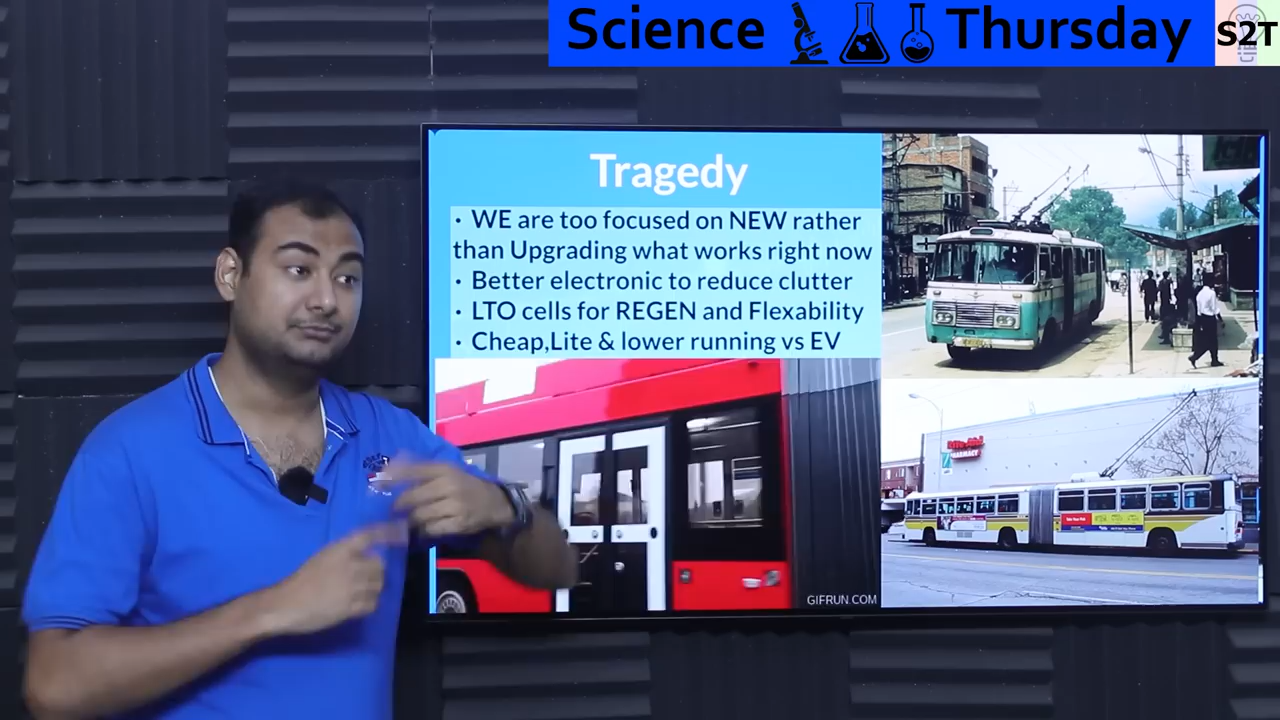 Science Thursday
S2T
Tragedy
· WE are too focused on NEW rather
than Upgrading what works right now
· Better electronic to reduce clutter
· LTO cells for REGEN and Flexability
· Cheap,Lite & lower running vs EV
PHARMACY
GIFRUN.COM